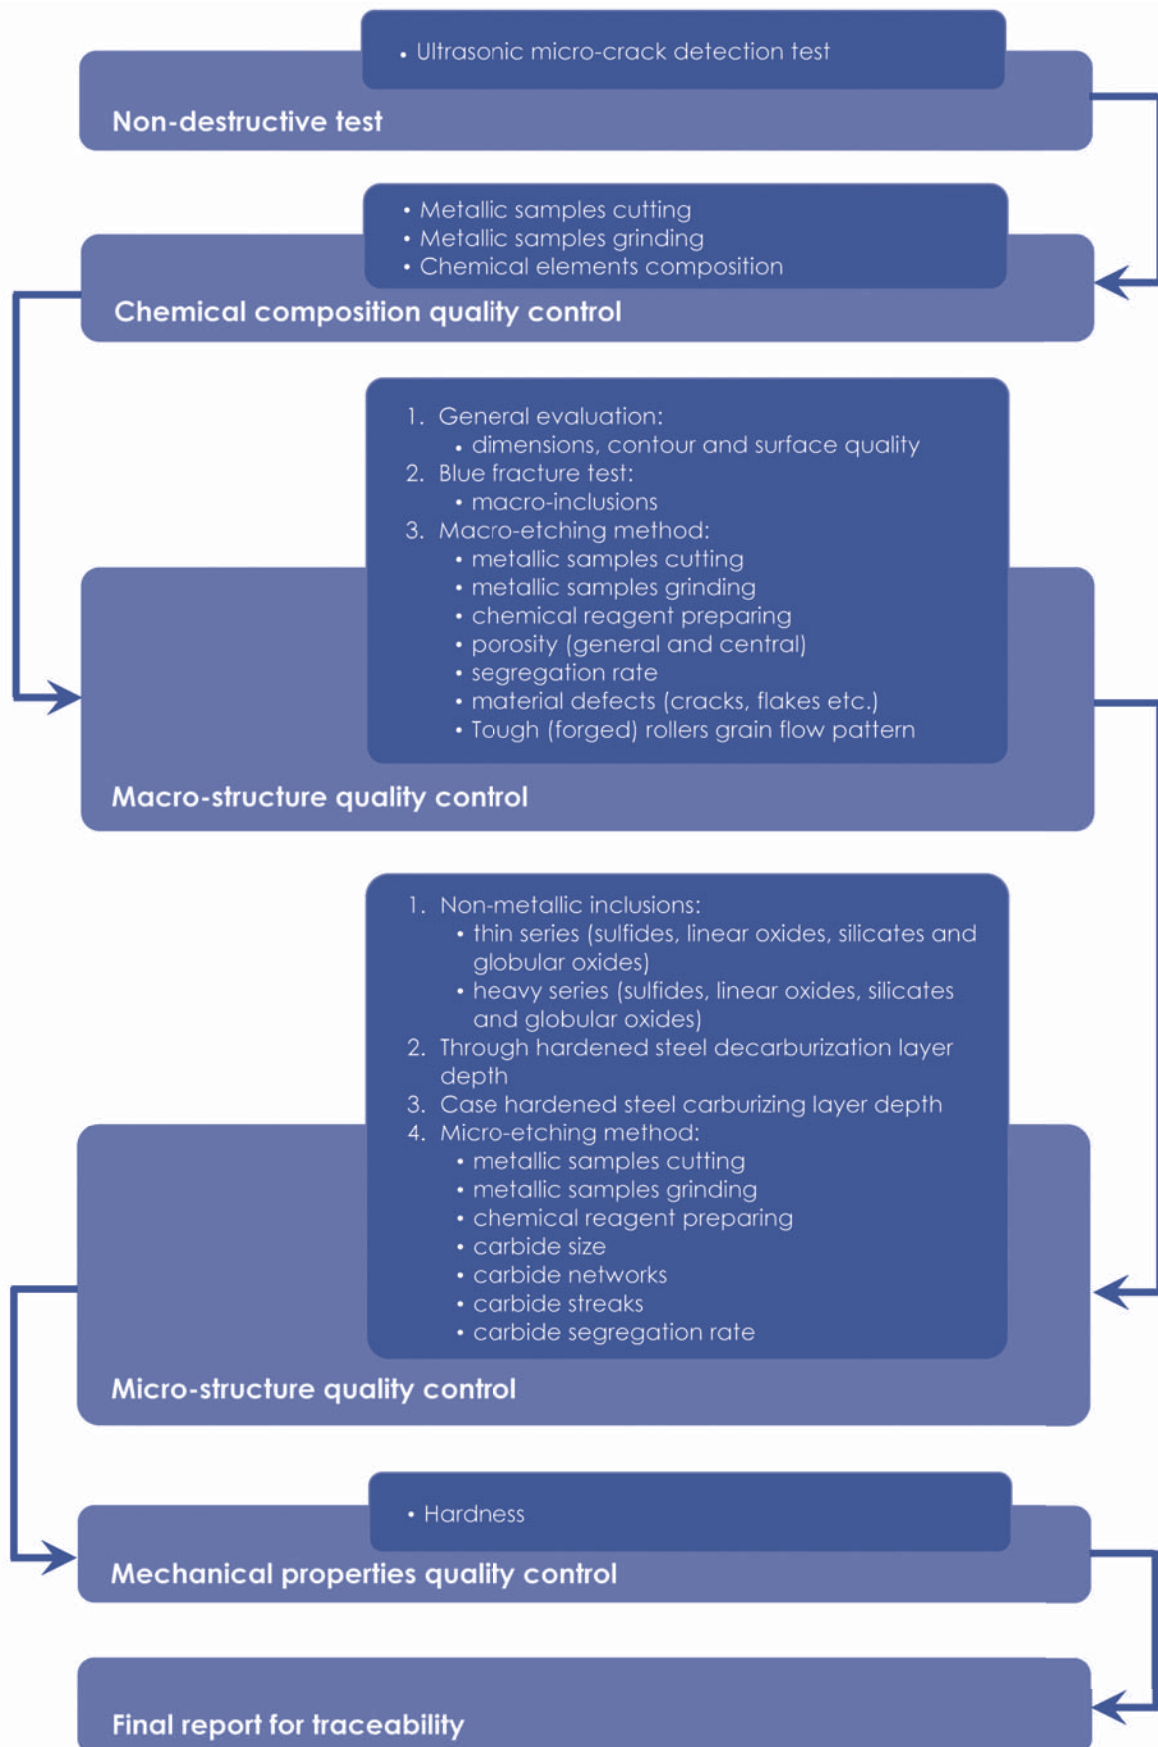 • Ultrasonic micro-crack detection test
Non-destructive test
• Metallic samples cutting
• Metallic samples grinding
• Chemical elements composition
Chemical composition quality control
1. General evaluation:
• dimensions, contour and surface quality
2. Blue fracture test:
• macro-inclusions
3. Macro-etching method:
• metallic samples cutting
• metallic samples grinding
• chemical reagent preparing
• porosity (general and central)
• segregation rate
• material defects (cracks, flakes etc.)
• Tough (forged) rollers grain flow pattern
Macro-structure quality control
1. Non-metallic inclusions:
• thin series (sulfides, linear oxides, silicates and
globular oxides)
• heavy series (sulfides, linear oxides, silicates
and globular oxides)
2. Through hardened steel decarburization layer
depth
3. Case hardened steel carburizing layer depth
4. Micro-etching method:
• metallic samples cutting
• metallic samples grinding
• chemical reagent preparing
• carbide size
• carbide networks
• carbide streaks
• carbide segregation rate
Micro-structure quality control
• Hardness
Mechanical properties quality control
Final report for traceability